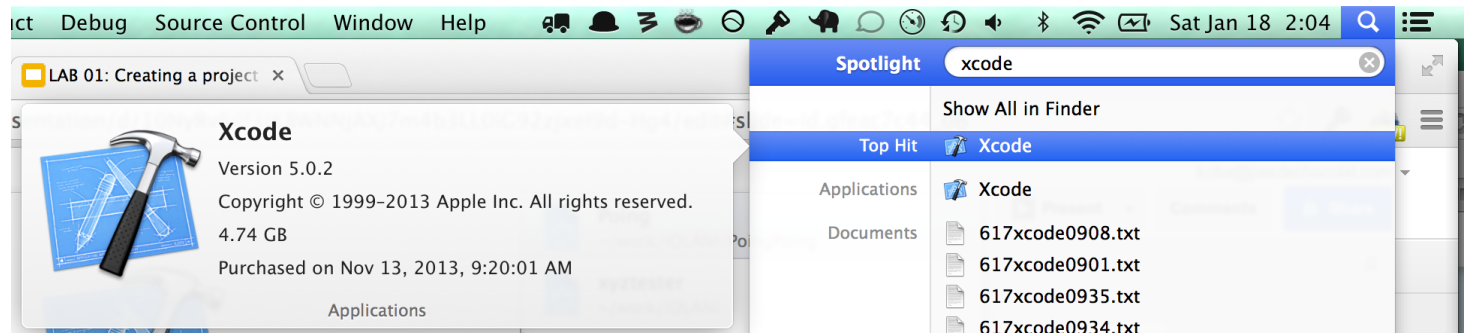 ct Debug Source Control Window Help Sat Jan 18 2:04
LAB 01: Creating a project
Spotlight xcode
Show All in Finder
Top Hit Xcode
Applications Xcode
Documents 617xcode0908.txt
617xcode0901.txt
617xcode0935.txt
617xcode0934.txt
Xcode
Version 5.0.2
Copyright © 1999–2013 Apple Inc. All rights reserved.
4.74 GB
Purchased on Nov 13, 2013, 9:20:01 AM
Applications
Present Comments